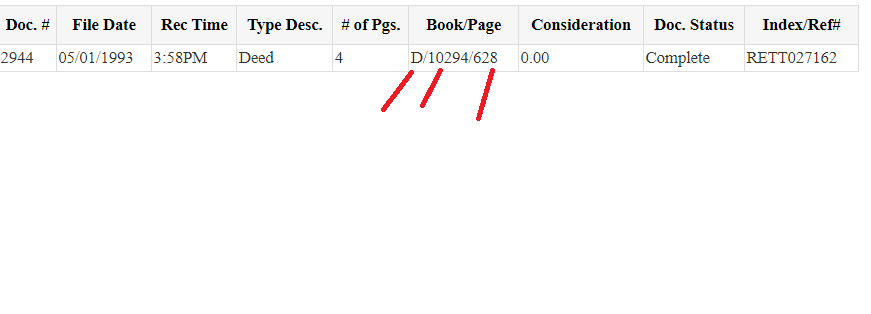 Doc. # File Date Rec Time Type Desc. # of Pgs. Book/Page Consideration Doc. Status Index/Ref#
2944 05/01/1993 3:58PM Deed 4 D/10294/628 0.00 Complete RETT027162